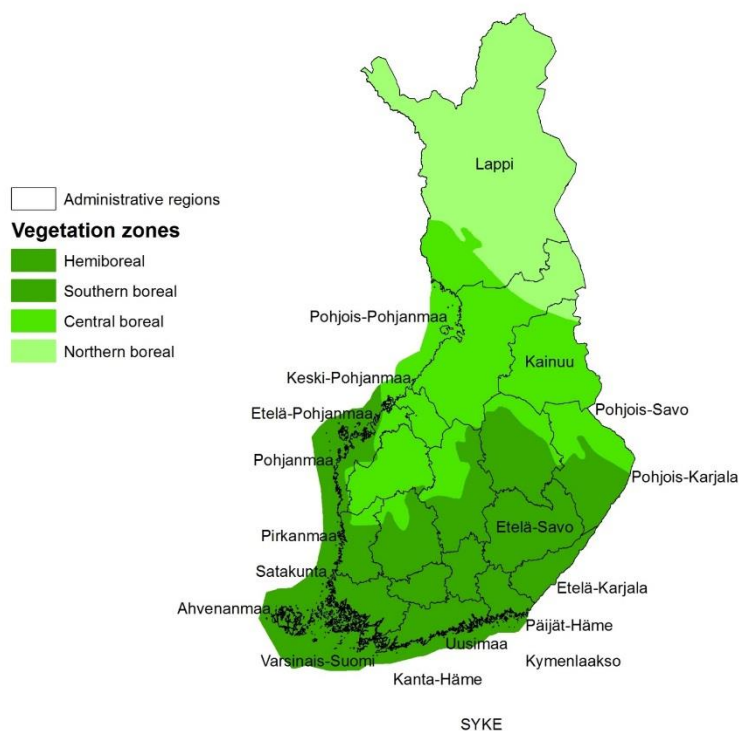 Lappi
Administrative regions
Vegetation zones
Hemiboreal
Southern boreal
Central boreal
Northern boreal
Pohjois-Pohjanmaa
Kainuu
Keski-Pohjanmaa
Etelä-Pohjanmaa
Pohjois-Savo
Pohjanmaa
Pohjois-Karjala
Pirkanmaa
Etelä-Savo
Satakunta
Etelä-Karjala
Ahvenanmaa
Päijät-Häme
Uusimaa
Varsinais-Suomi
Kymenlaakso
Kanta-Häme
SYKE